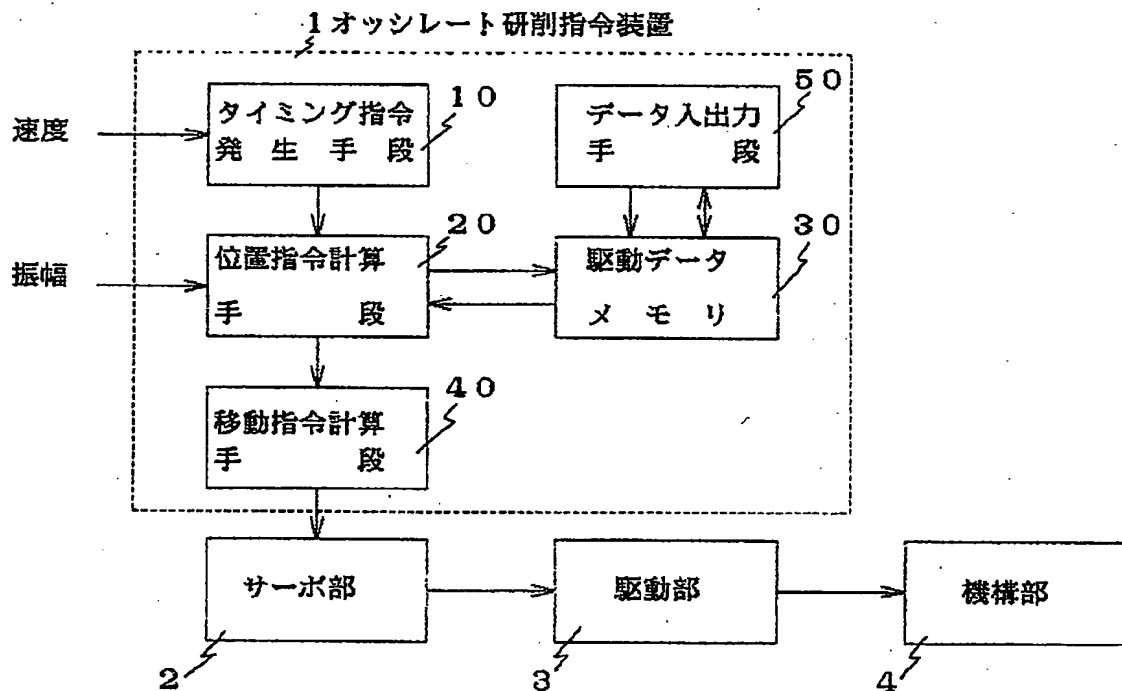 1オッシレート研削指令装置
速度
タイミング指令
発生手段
10
データ入出力
手段
50
振幅
位置指令計算
手段
20
駆動データ
メモリ
30
移動指令計算
手段
40
サーボ部
2
駆動部
3
機構部
4